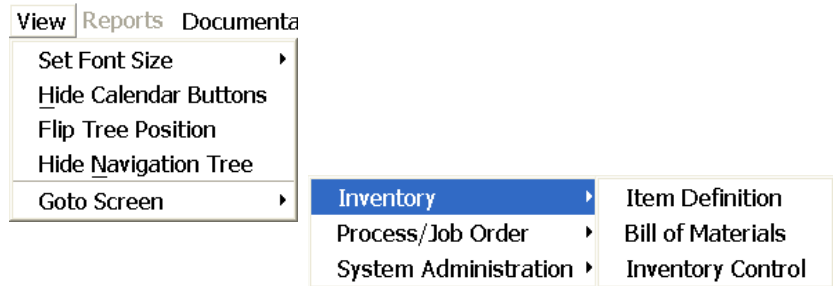 View Reports Documenta
Set Font Size
Hide Calendar Buttons
Flip Tree Position
Hide Navigation Tree
Goto Screen
Inventory
Process/Job Order
System Administration
Item Definition
Bill of Materials
Inventory Control